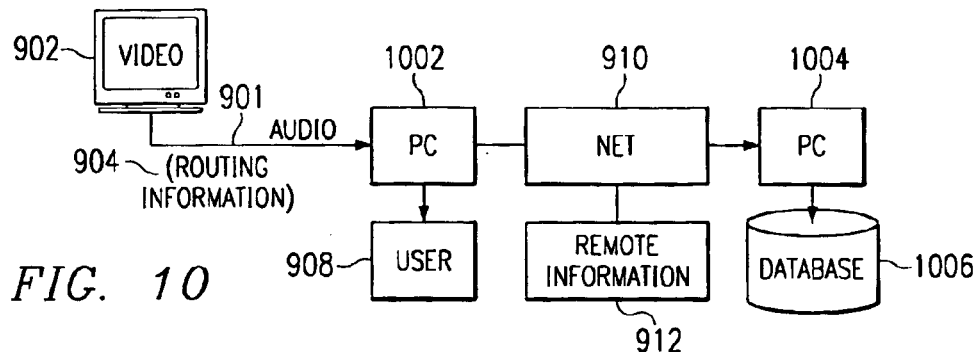 902
VIDEO
901
AUDIO
904
(ROUTING
INFORMATION)
1002
PC
910
NET
1004
PC
908
USER
REMOTE
INFORMATION
912
DATABASE
1006
FIG. 10